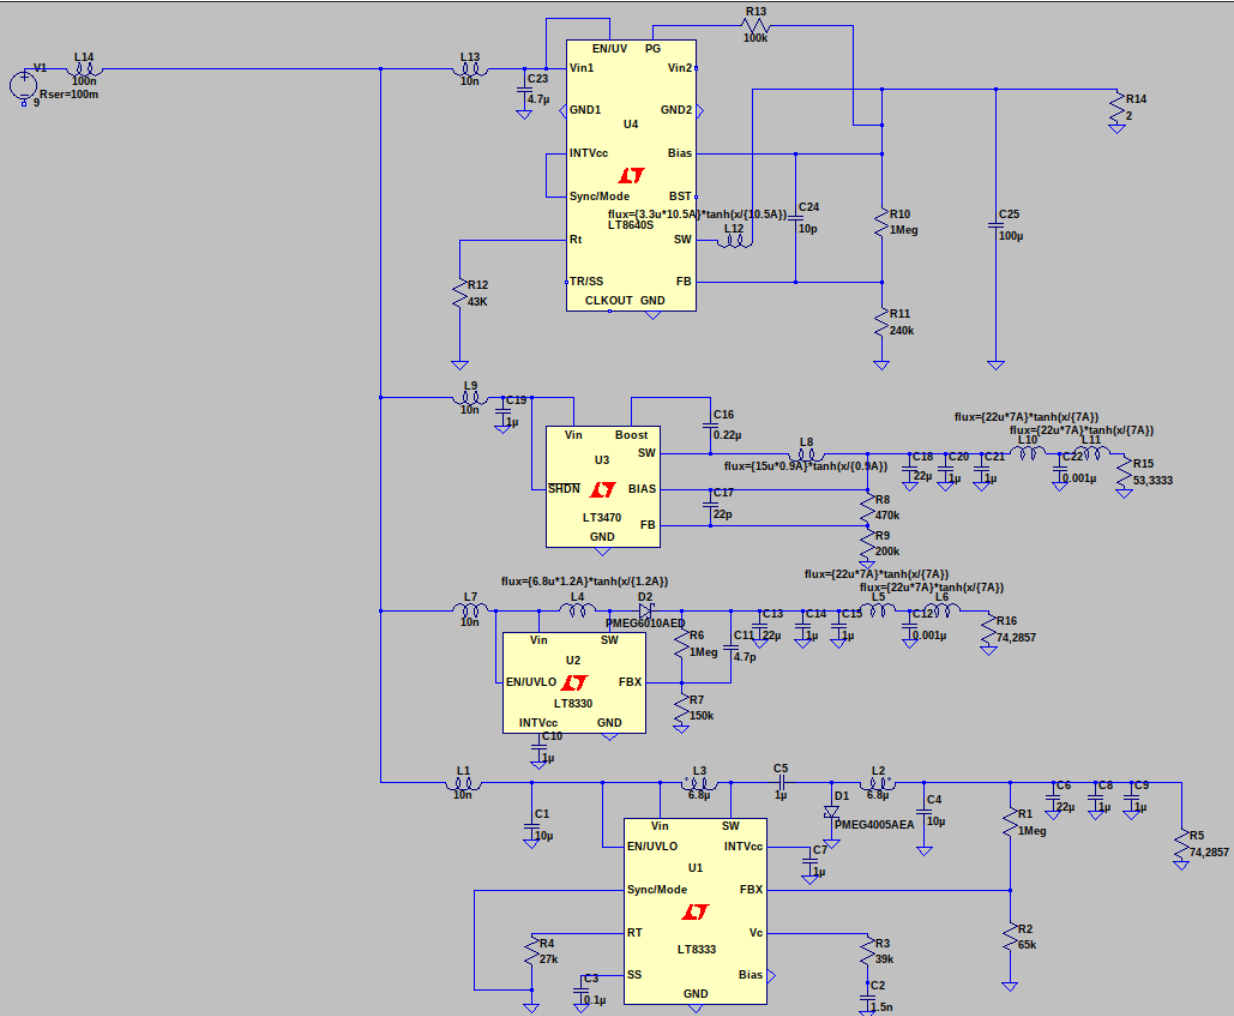 V1
9
Rser=100m
L14
100n
L13
10n
C23
4.7µ
EN/UV
PG
R13
100k
Vin1
Vin2
GND1
GND2
U4
INTVcc
Bias
Sync/Mode
BST
flux={3.3u*10.5A}*tanh(x/{10.5A})
LT8640S
L12
Rt
SW
TR/SS
FB
CLKOUT
GND
R12
43K
C24
10p
R10
1Meg
R11
240k
C25
100µ
R14
2
L9
10n
C19
1µ
Vin
Boost
SW
U3
SHDN
BIAS
LT3470
FB
GND
C16
0.22µ
L8
flux={15u*0.9A}*tanh(x/{0.9A})
C17
22p
R8
470k
R9
200k
C18
22µ
C20
1µ
C21
1µ
flux={22u*7A}*tanh(x/{7A})
flux={22u*7A}*tanh(x/{7A})
L10
L11
C22
0.001µ
R15
53,3333
L7
10n
flux={6.8u*1.2A}*tanh(x/{1.2A})
L4
D2
PMEG6010AED
Vin
SW
U2
EN/UVLO
FBX
LT8330
INTVcc
GND
C10
1µ
R6
1Meg
R7
150k
C11
4.7p
C13
22µ
C14
1µ
C15
1µ
flux={22u*7A}*tanh(x/{7A})
flux={22u*7A}*tanh(x/{7A})
L5
L6
C12
0.001µ
R16
74,2857
L1
10n
C1
10µ
L3
6.8µ
C5
1µ
D1
PMEG4005AEA
L2
6.8µ
C4
10µ
R1
1Meg
C6
22µ
C8
1µ
C9
1µ
R5
74,2857
Vin
SW
EN/UVLO
INTVcc
U1
Sync/Mode
FBX
RT
Vc
LT8333
SS
Bias
GND
C7
1µ
R4
27k
C3
0.1µ
R3
39k
C2
1.5n
R2
65k